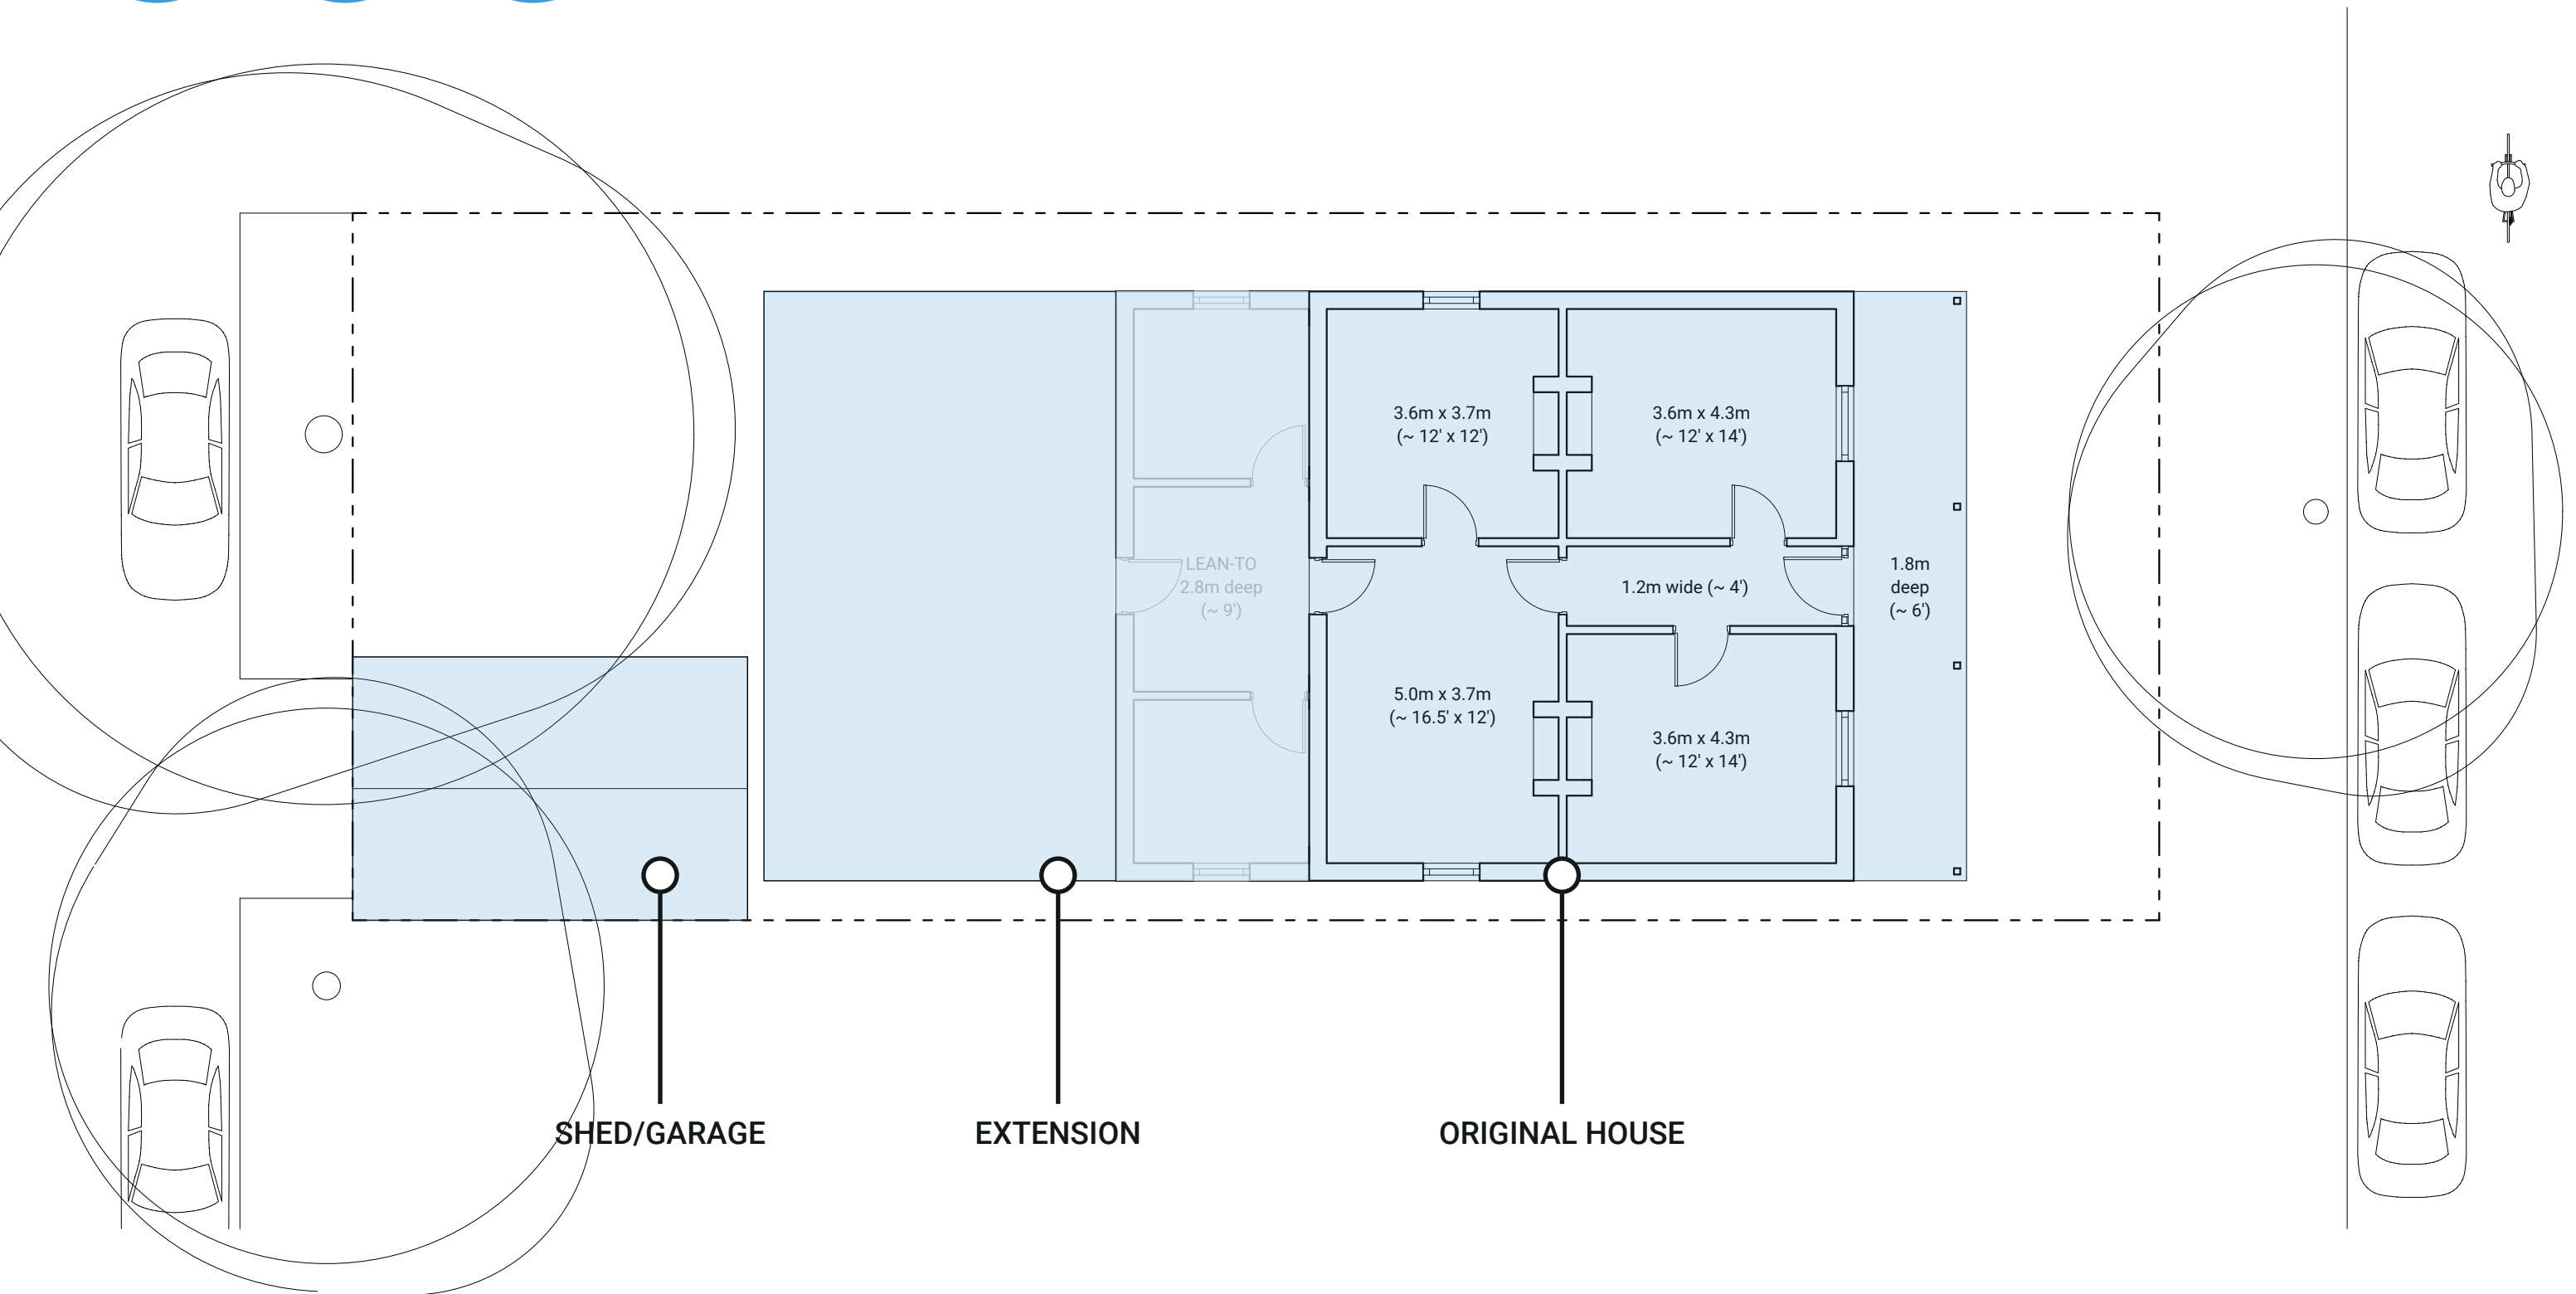 3.6m x 3.7m
(~ 12' x 12')
3.6m x 4.3m
(~ 12' x 14')
LEAN-TO
2.8m deep
(~ 9')
1.2m wide (~ 4')
1.8m
deep
(~ 6')
5.0m x 3.7m
(~ 16.5' x 12')
3.6m x 4.3m
(~ 12' x 14')
SHED/GARAGE
EXTENSION
ORIGINAL HOUSE